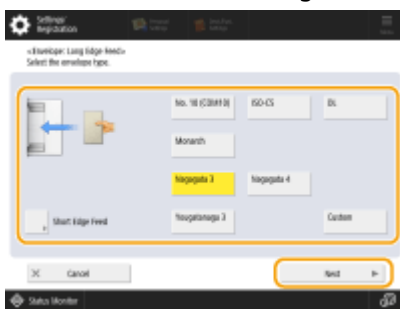 Settings/
Registration
<Envelope: Long Edge Feed>
Select the envelope type.
No. 10 (COM10)
ISO-C5
DL
Monarch
Nagagata 3
Nagagata 4
Short Edge Feed
Yougatanaga 3
Custom
Cancel
Next
Status Monitor